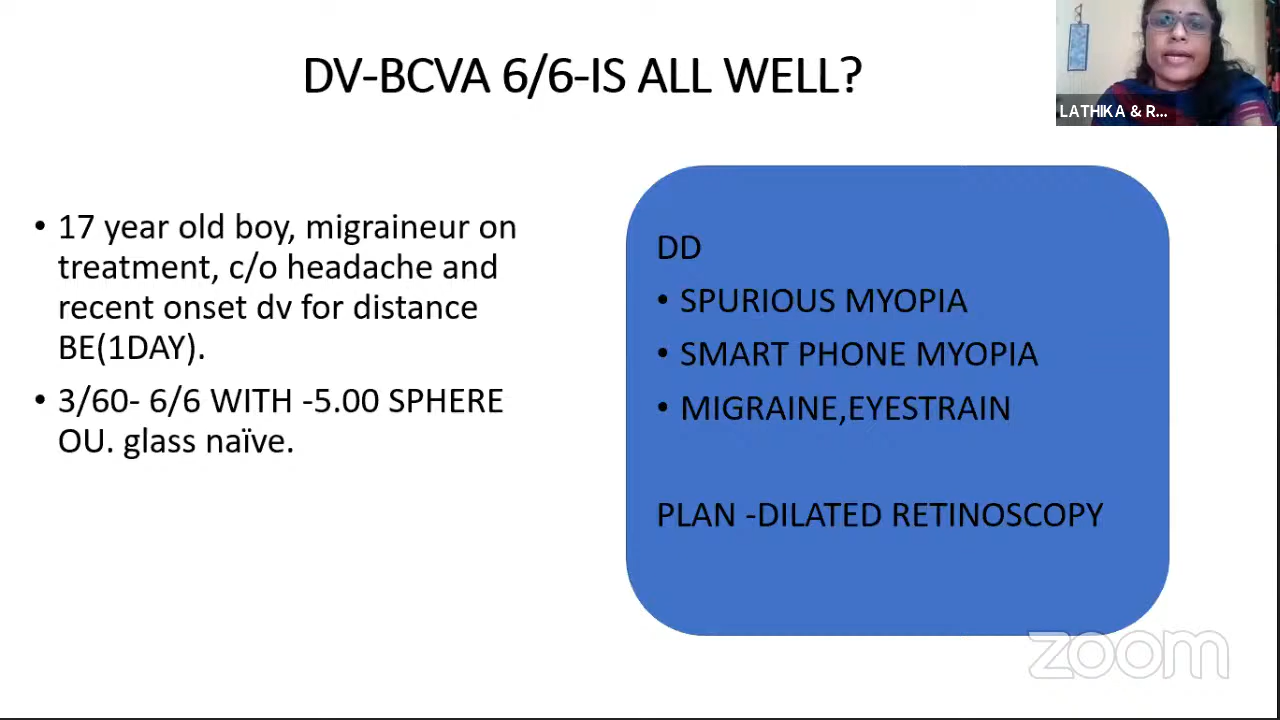 DV-BCVA 6/6-IS ALL WELL?
LATHIKA & R...
• 17 year old boy, migraineur on
treatment, c/o headache and
recent onset dv for distance
BE(1DAY).
• 3/60- 6/6 WITH -5.00 SPHERE
OU. glass naïve.
DD
• SPURIOUS MYOPIA
• SMART PHONE MYOPIA
• MIGRAINE,EYESTRAIN
PLAN -DILATED RETINOSCOPY
zoom